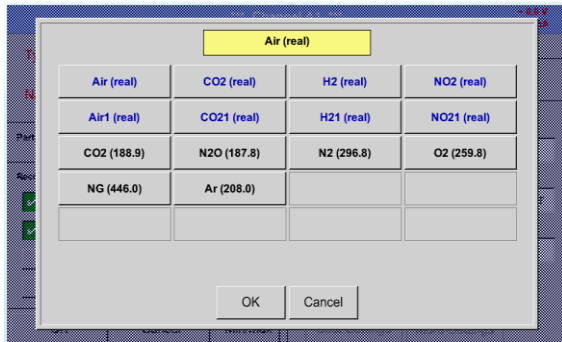 *** Channel A1 ***
Air (real)
Air (real) CO2 (real) H2 (real) NO2 (real)
Air1 (real) CO21 (real) H21 (real) NO21 (real)
CO2 (188.9) N2O (187.8) N2 (296.8) O2 (259.8)
NG (446.0) Ar (208.0)
OK Cancel